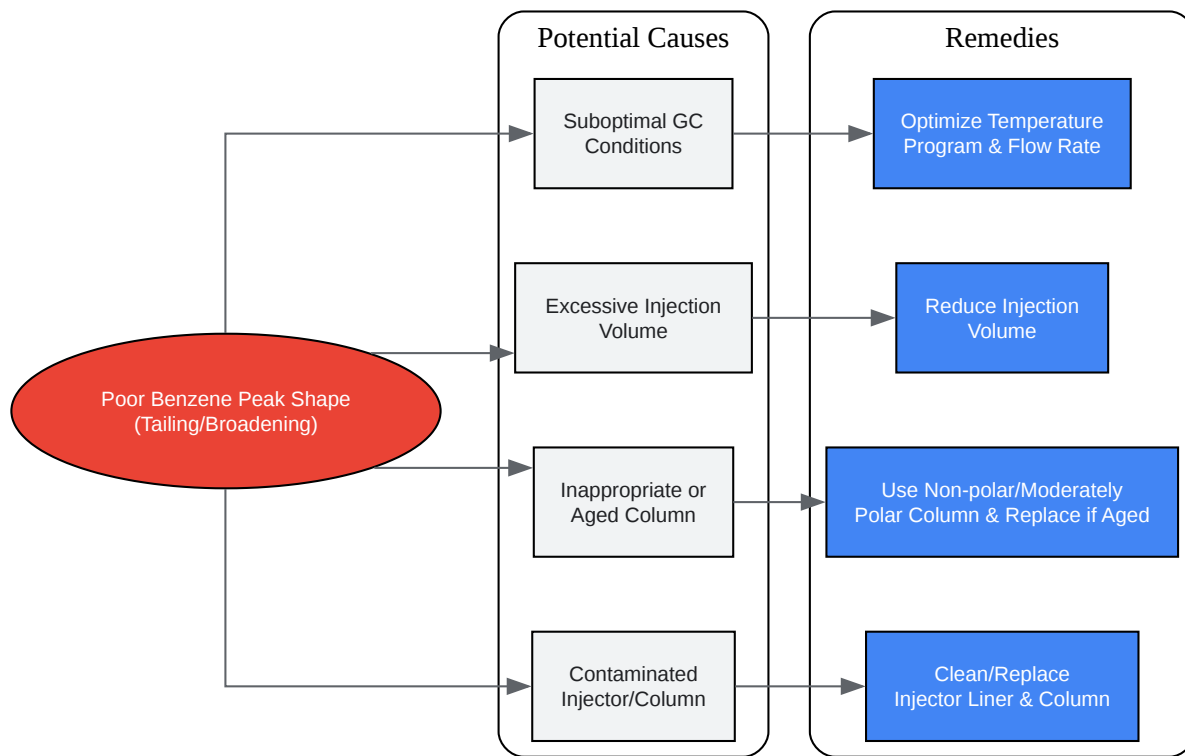 Potential Causes
Remedies
Suboptimal GC
Conditions
Optimize Temperature
Program & Flow Rate
Excessive Injection
Volume
Reduce Injection
Volume
Poor Benzene Peak Shape
(Tailing/Broadening)
Inappropriate or
Aged Column
Use Non-polar/Moderately
Polar Column & Replace if Aged
Contaminated
Injector/Column
Clean/Replace
Injector Liner & Column